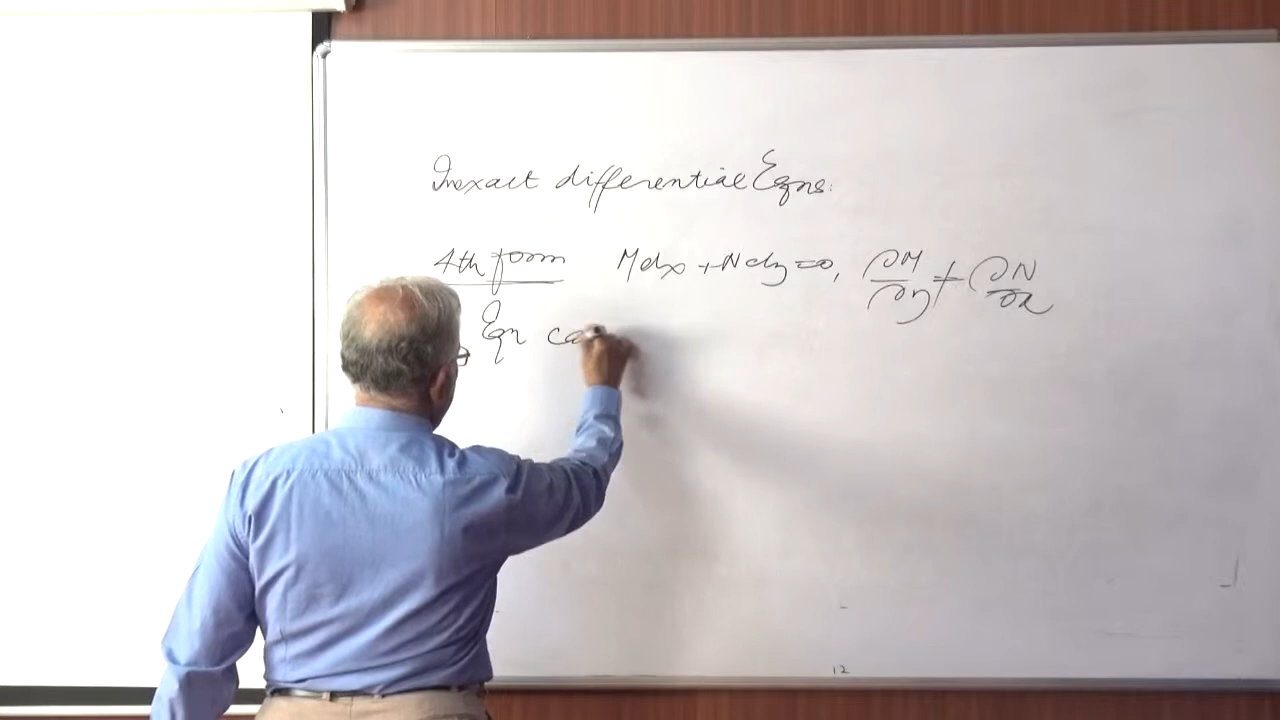 Inexact differential Eqns.
4th form Mdx + Ndy = 0, ∂M/∂y ≠ ∂N/∂x
Eqn ca
12